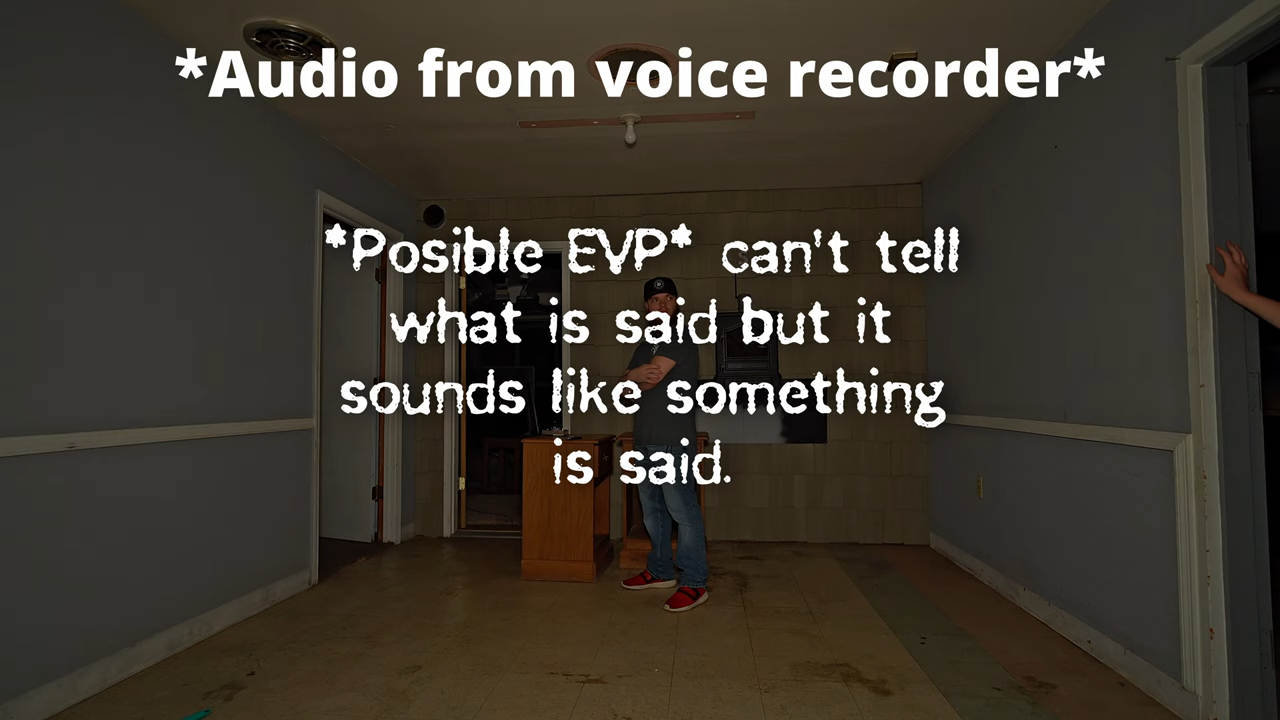 *Audio from voice recorder*
*Posible EVP* can't tell
what is said but it
sounds like something
is said.